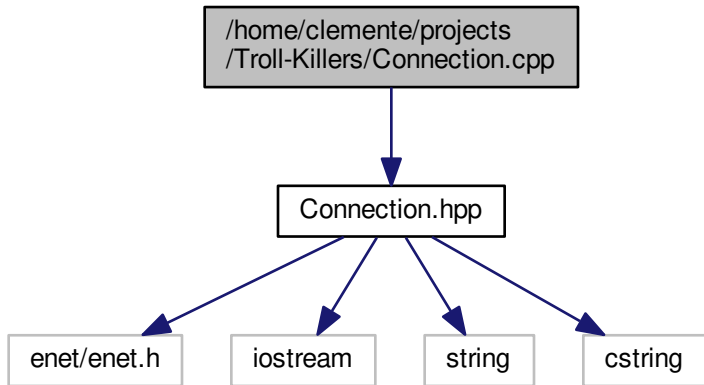 /home/clemente/projects
/Troll-Killers/Connection.cpp
Connection.hpp
enet/enet.h
iostream
string
cstring